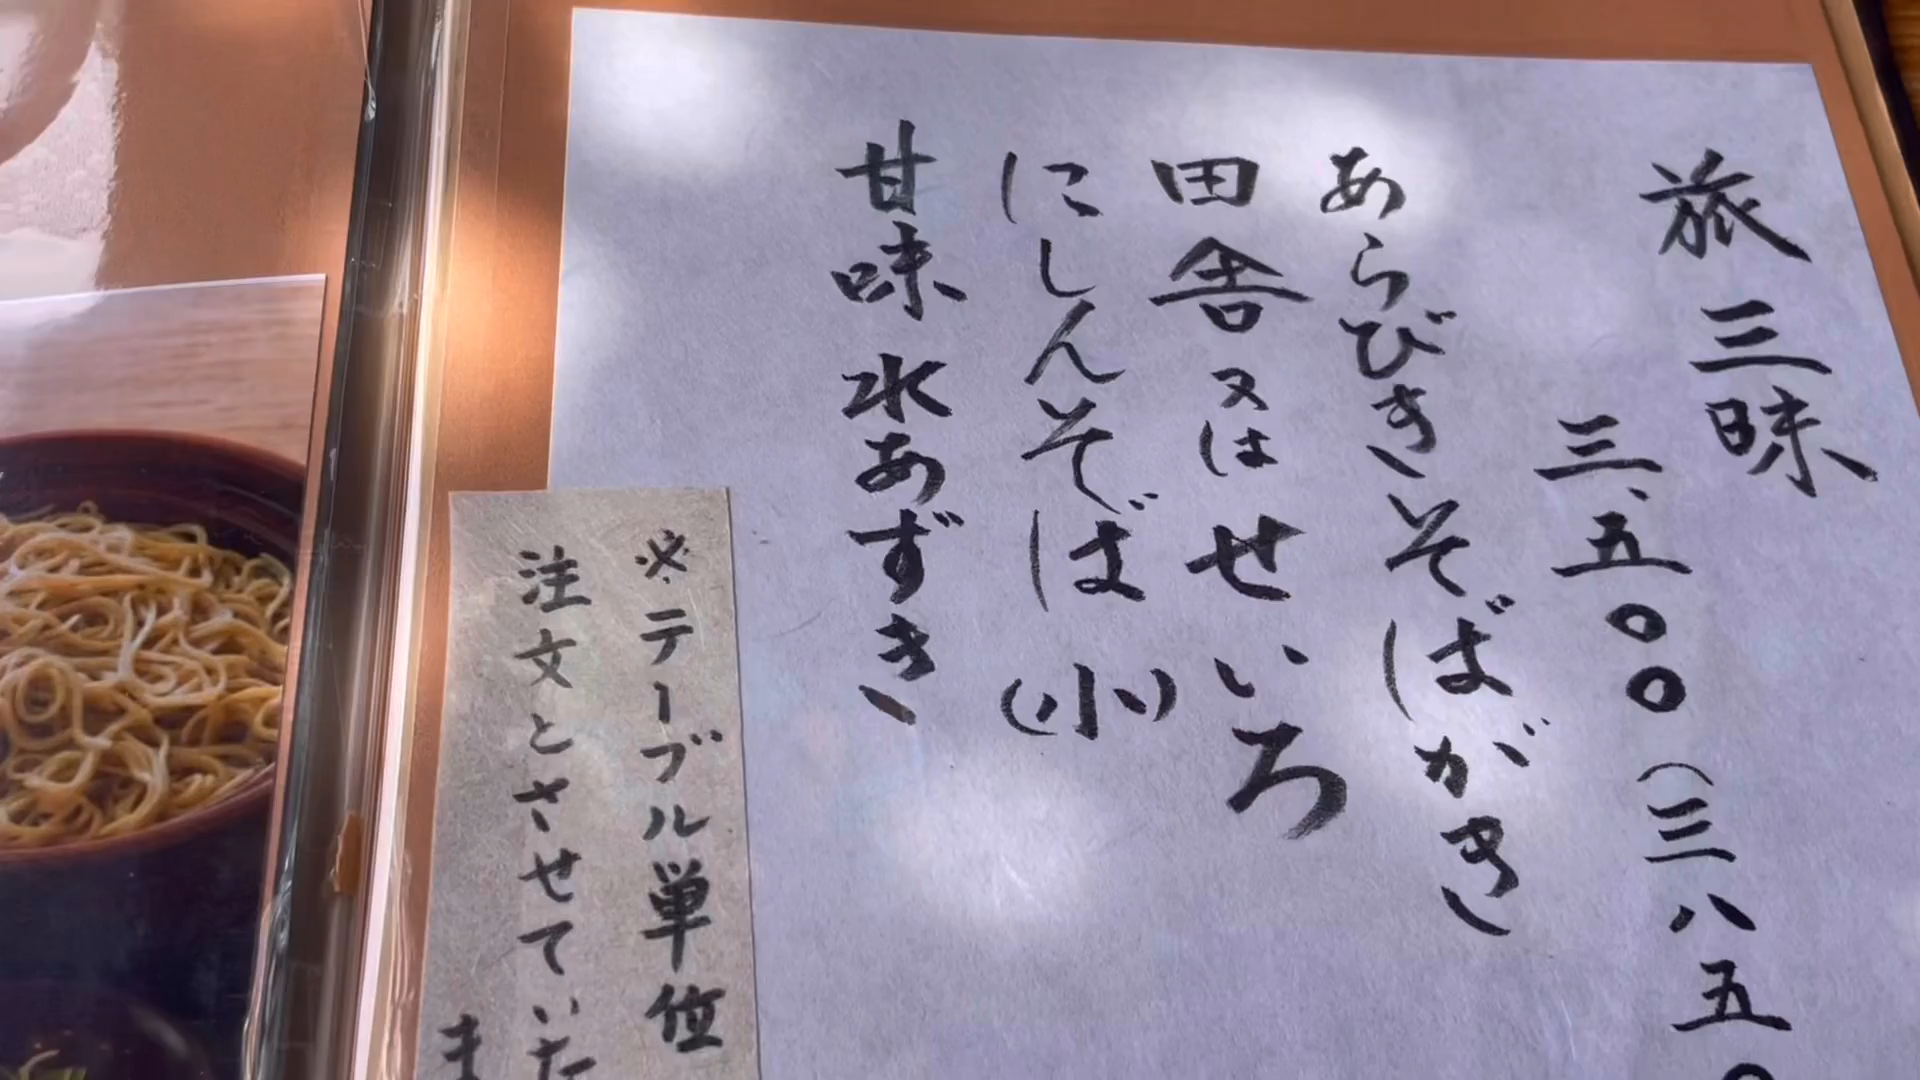 旅三昧
三、五〇〇(三八五〇
あらびきそばがき
田舎又はせいろ
にしんそば(小)
甘味 水あずき
※テーブル単位
注文とさせていた
ま